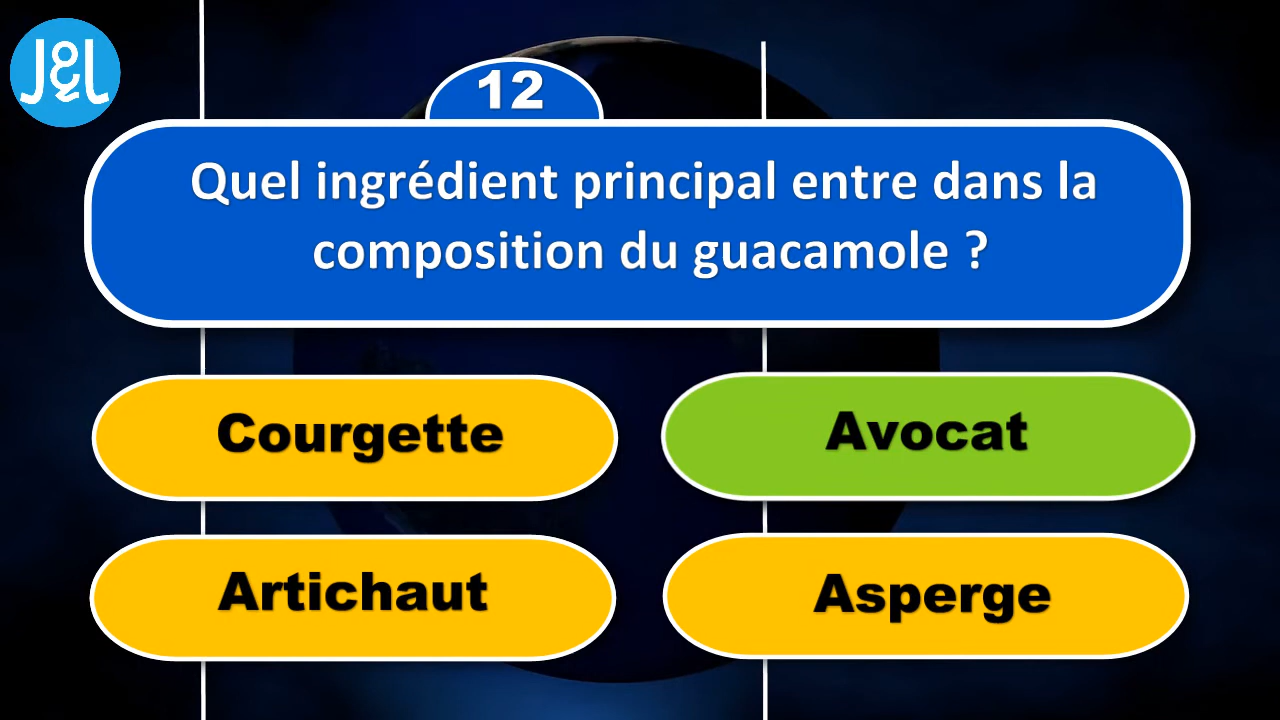 J&L
12
Quel ingrédient principal entre dans la
composition du guacamole ?
Courgette
Avocat
Artichaut
Asperge